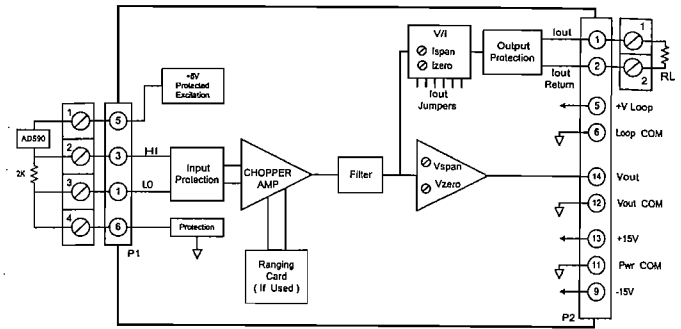 V/I
Ispan
Izero
Iout
Jumpers
Output
Protection
Iout
Iout
Return
1
2
1
2
RL
+5V
Protected
Excitation
1
2
3
4
AD590
2K
5
3
1
6
P1
HI
LO
Input
Protection
Protection
CHOPPER
AMP
Ranging
Card
( If Used )
Filter
Vspan
Vzero
5
+V Loop
6
Loop COM
14
Vout
12
Vout COM
13
+15V
11
Pwr COM
9
-15V
P2